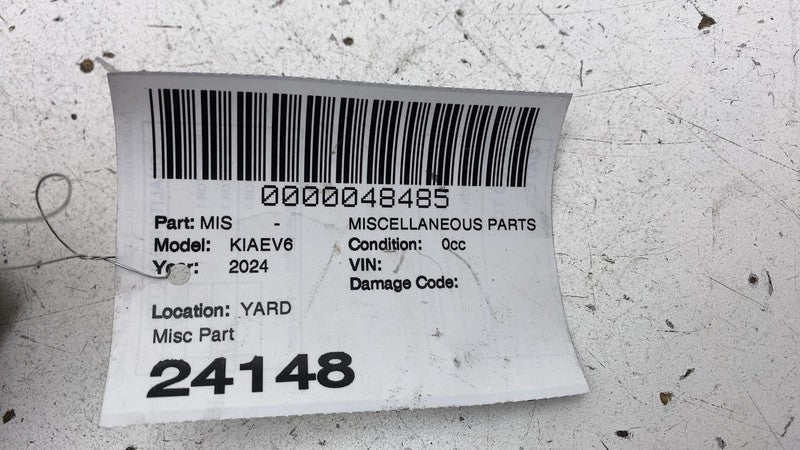 0000048485
Part: MIS - MISCELLANEOUS PARTS
Model: KIAEV6 Condition: 0cc
Year: 2024 VIN:
Damage Code:
Location: YARD
Misc Part
24148